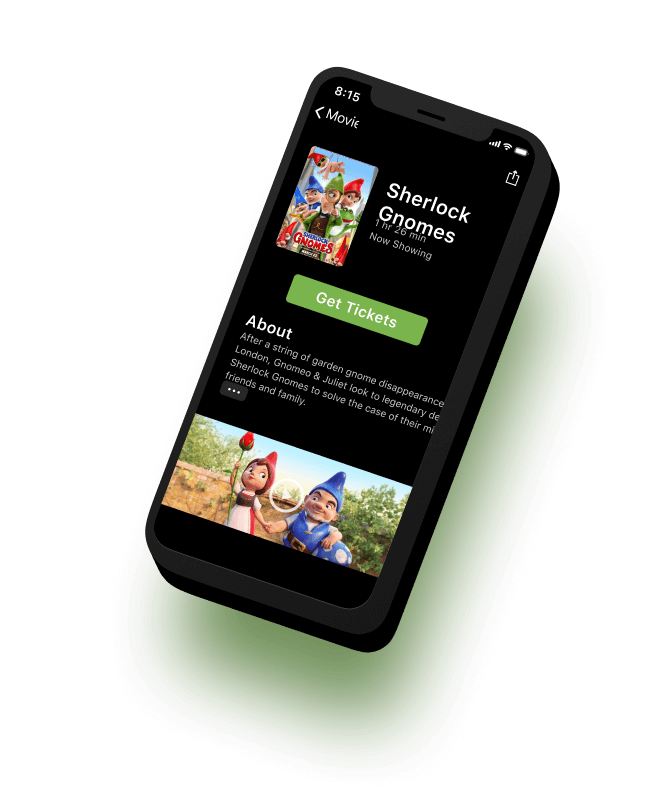 8:15
Movie
SHERLOCK
GNOMES
Sherlock
Gnomes
1 hr 26 min
Now Showing
Get Tickets
About
After a string of garden gnome disappearance
London, Gnomeo & Juliet look to legendary de
Sherlock Gnomes to solve the case of their mi
friends and family.